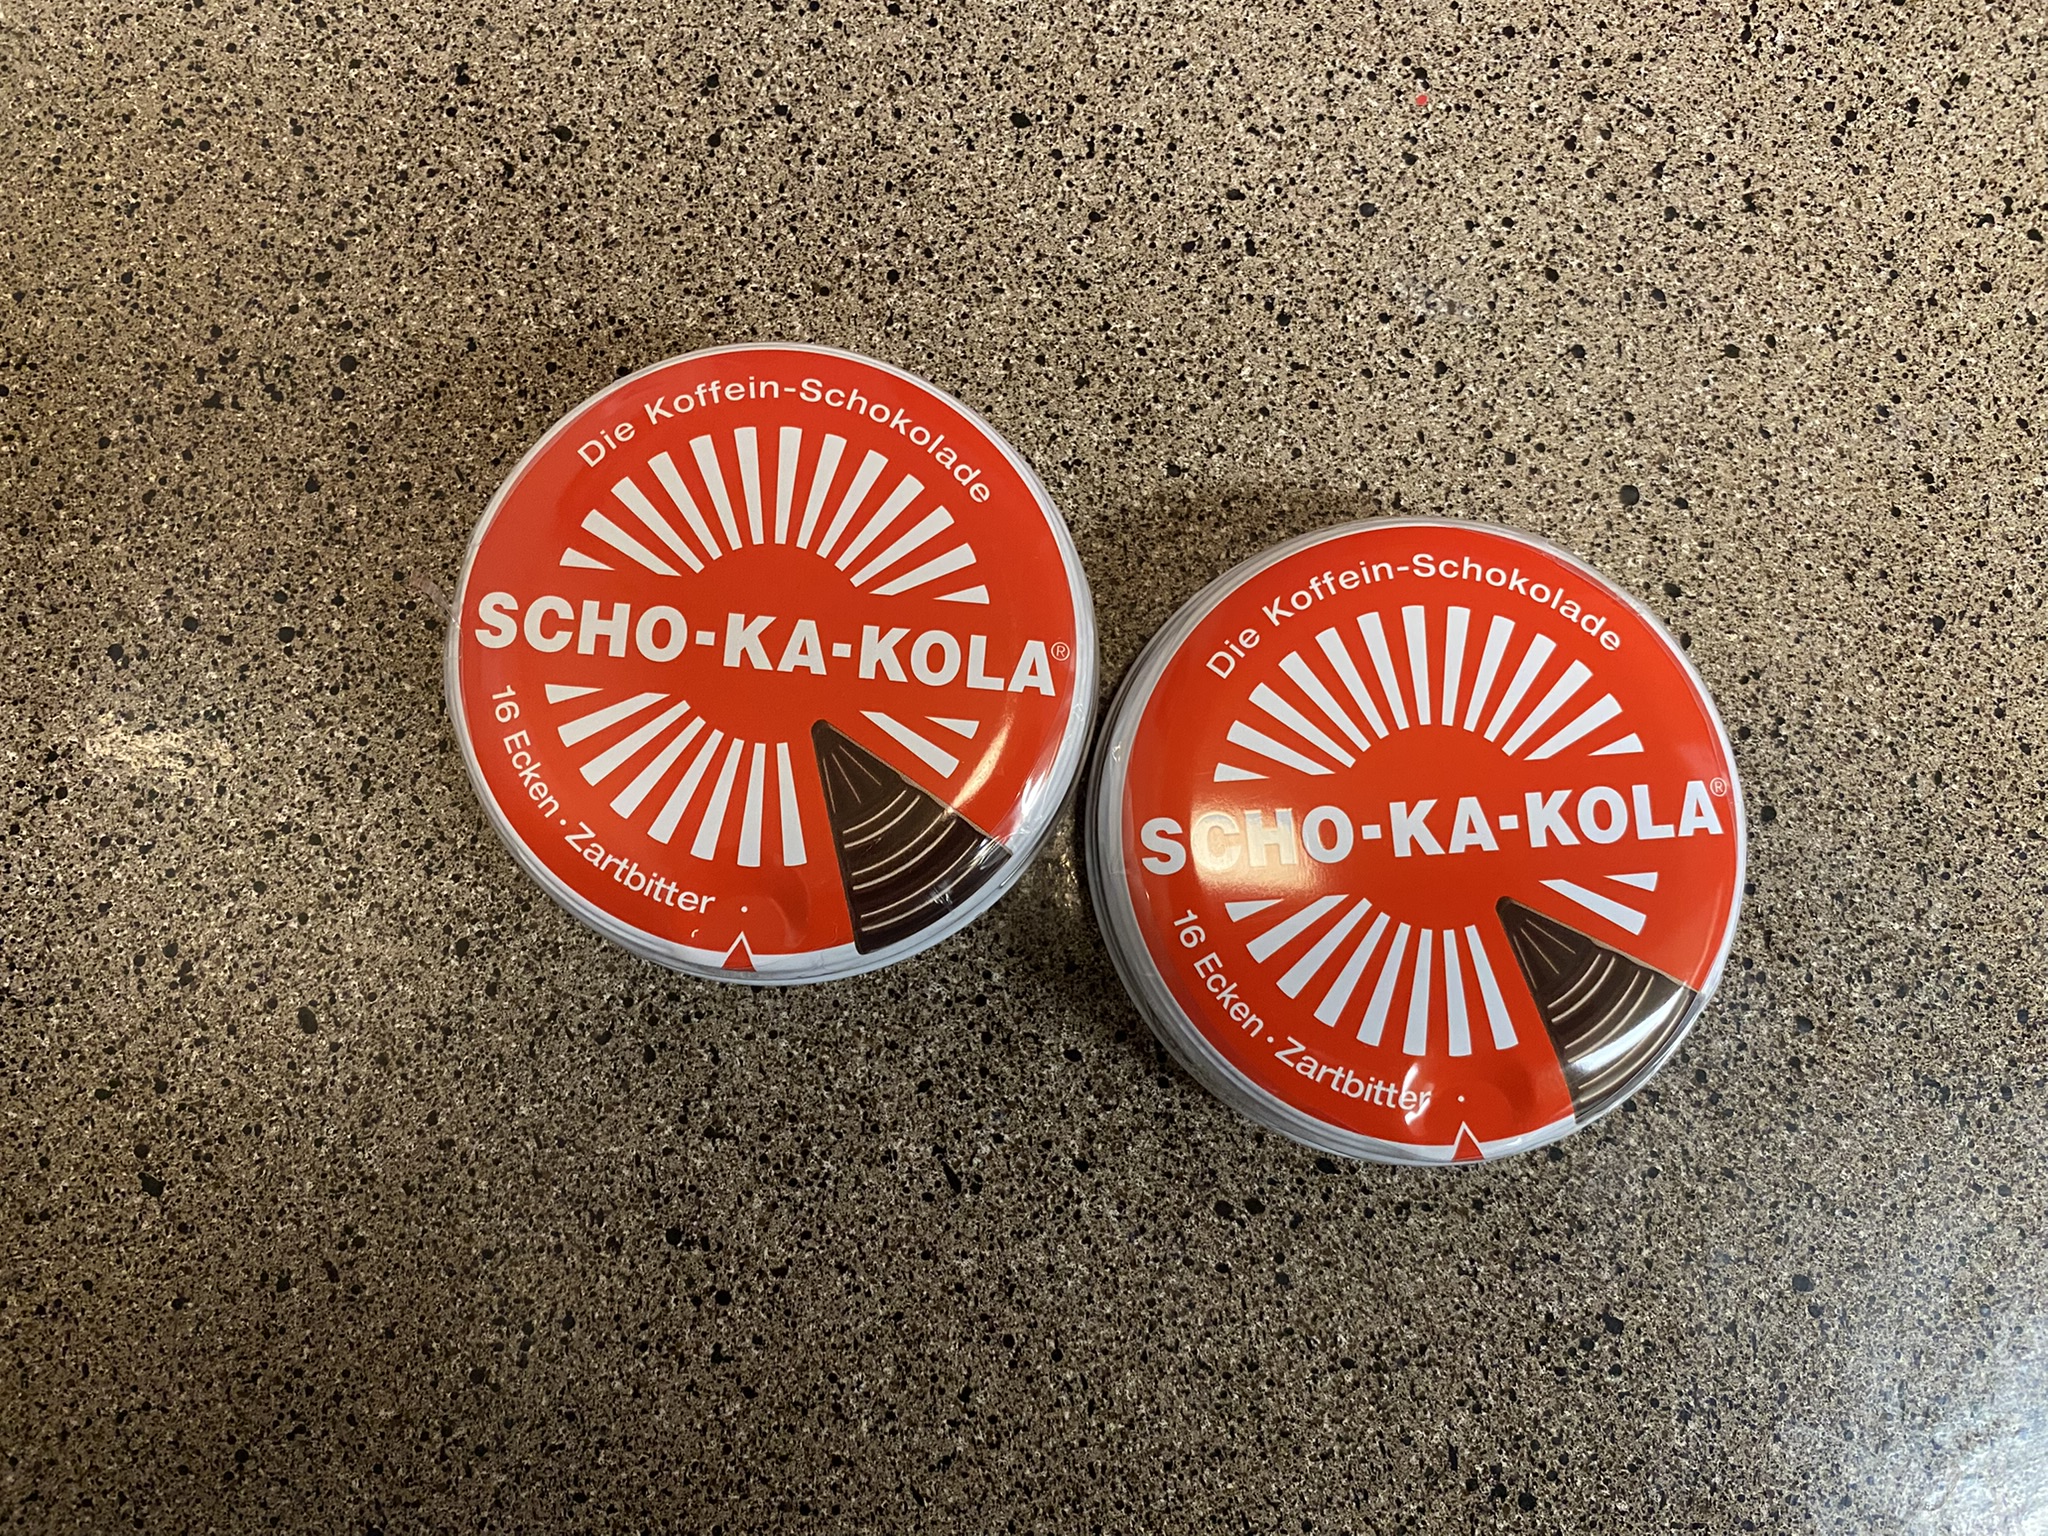 Die Koffein-Schokolade
SCHO-KA-KOLA®
16 Ecken · Zartbitter
Die Koffein-Schokolade
SCHO-KA-KOLA®
16 Ecken · Zartbitter